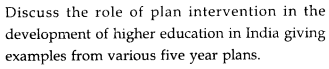 Discuss the role of plan intervention in the
development of higher education in India giving
examples from various five year plans.